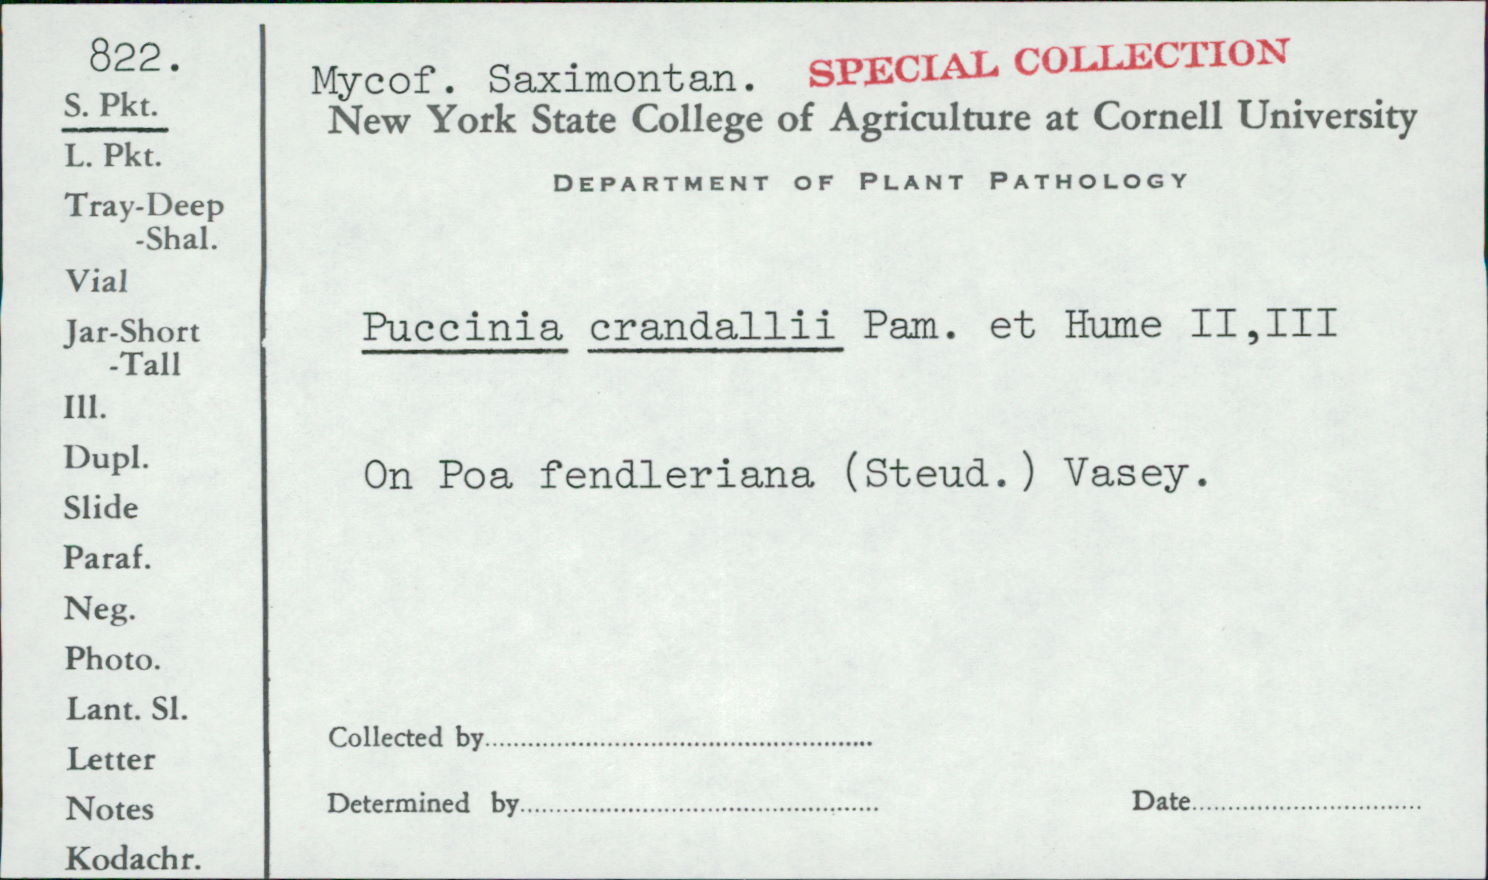 822.
S. Pkt.
L. Pkt.
Tray-Deep
-Shal.
Vial
Jar-Short
-Tall
Ill.
Dupl.
Slide
Paraf.
Neg.
Photo.
Lant. Sl.
Letter
Notes
Kodachr.
Mycof. Saximontan. SPECIAL COLLECTION
New York State College of Agriculture at Cornell University
DEPARTMENT OF PLANT PATHOLOGY
Puccinia crandallii Pam. et Hume II,III
On Poa fendleriana (Steud.) Vasey.
Collected by
Determined by
Date